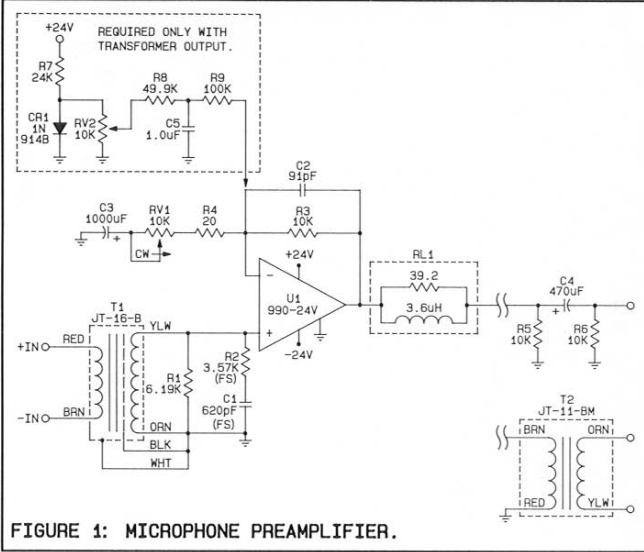 REQUIRED ONLY WITH
TRANSFORMER OUTPUT.
+24V
R7
24K
CR1
1N
914B
RV2
10K
R8
49.9K
R9
100K
C5
1.0uF
C2
91pF
C3
1000uF
+
RV1
10K
R4
20
R3
10K
CW
+24V
RL1
39.2
3.6uH
C4
470uF
+
-
U1
990-24V
+
-24V
T1
JT-16-B
+IN
RED
YLW
R1
6.19K
R2
3.57K
(FS)
C1
620pF
(FS)
R5
10K
R6
10K
-IN
BRN
ORN
BLK
WHT
T2
JT-11-BM
BRN
ORN
RED
YLW
FIGURE 1: MICROPHONE PREAMPLIFIER.